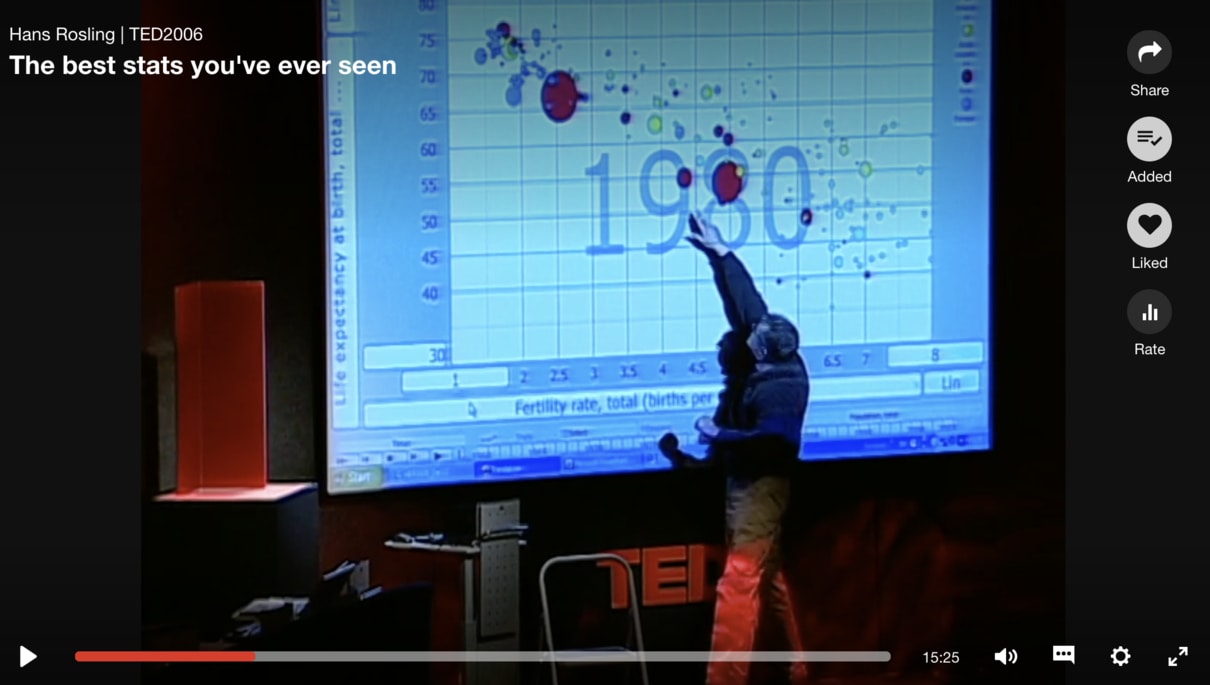 Hans Rosling | TED2006
The best stats you've ever seen
Share
Added
Liked
Rate
Life expectancy at birth, total ...
80
75
70
65
60
55
50
45
40
30
1980
1
2
2.5
3
3.5
4
4.5
6.5
7
8
Fertility rate, total (births per
Lin
TED
15:25